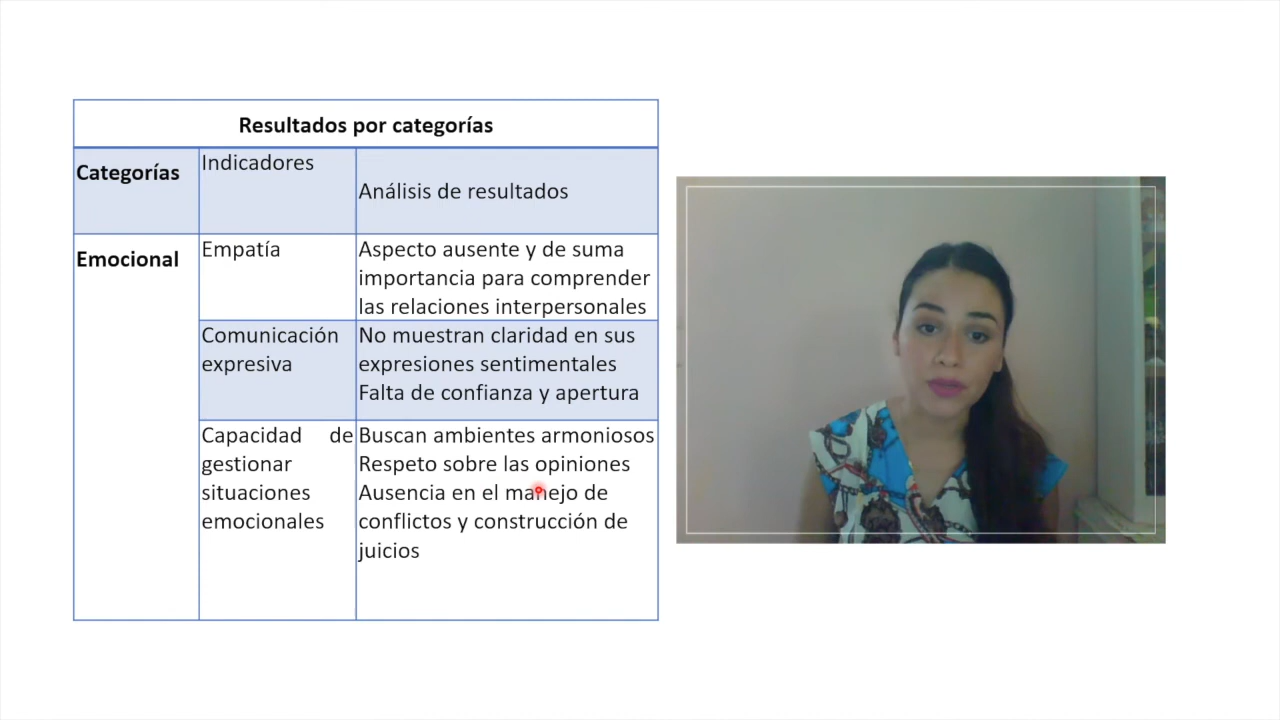 Resultados por categorías
Categorías
Indicadores
Análisis de resultados
Emocional
Empatía
Aspecto ausente y de suma
importancia para comprender
las relaciones interpersonales
Comunicación
expresiva
No muestran claridad en sus
expresiones sentimentales
Falta de confianza y apertura
Capacidad de
gestionar
situaciones
emocionales
Buscan ambientes armoniosos
Respeto sobre las opiniones
Ausencia en el manejo de
conflictos y construcción de
juicios